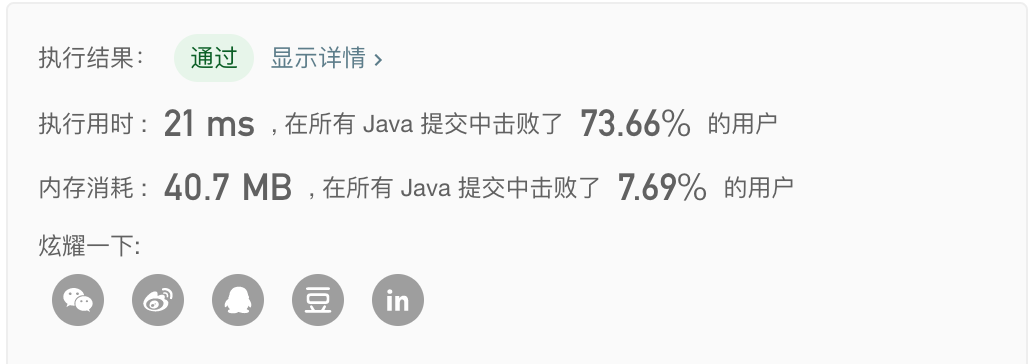 执行结果： 通过 显示详情 ›
执行用时 : 21 ms , 在所有 Java 提交中击败了 73.66% 的用户
内存消耗 : 40.7 MB , 在所有 Java 提交中击败了 7.69% 的用户
炫耀一下:
豆 in